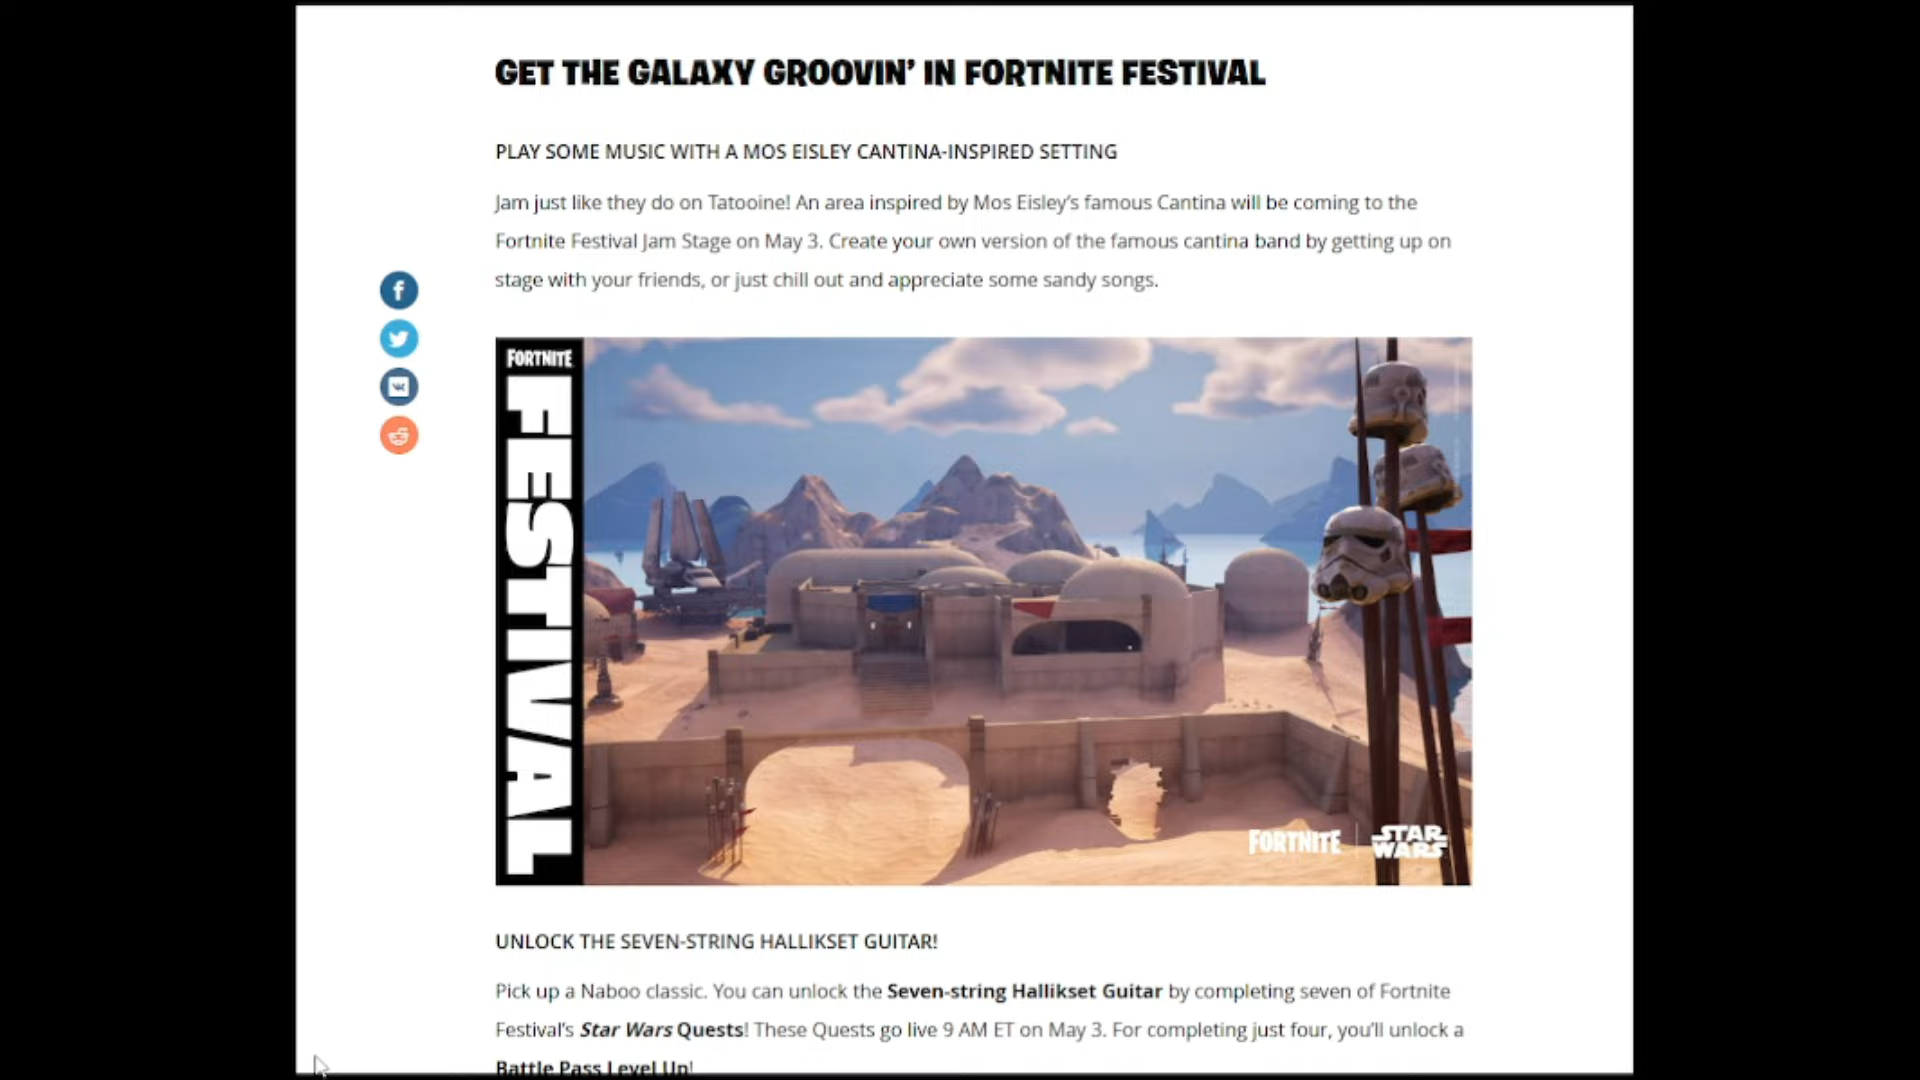 GET THE GALAXY GROOVIN’ IN FORTNITE FESTIVAL
PLAY SOME MUSIC WITH A MOS EISLEY CANTINA-INSPIRED SETTING
Jam just like they do on Tatooine! An area inspired by Mos Eisley’s famous Cantina will be coming to the
Fortnite Festival Jam Stage on May 3. Create your own version of the famous cantina band by getting up on
stage with your friends, or just chill out and appreciate some sandy songs.
FORTNITE
FESTIVAL
FORTNITE
STAR
WARS
UNLOCK THE SEVEN-STRING HALLIKSET GUITAR!
Pick up a Naboo classic. You can unlock the Seven-string Hallikset Guitar by completing seven of Fortnite
Festival’s Star Wars Quests! These Quests go live 9 AM ET on May 3. For completing just four, you’ll unlock a
Battle Pass Level Up!